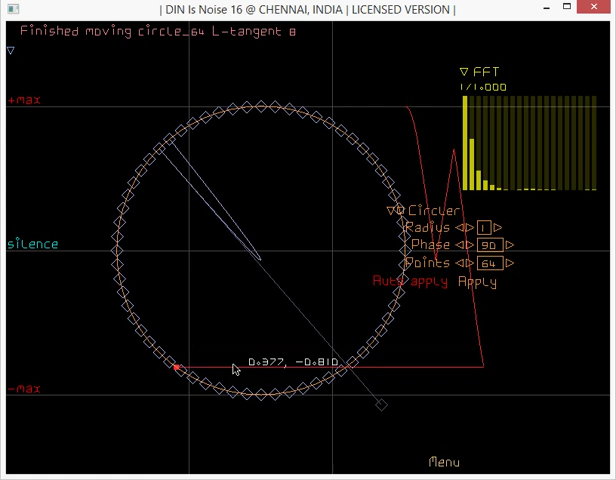 | DIN Is Noise 16 @ CHENNAI, INDIA | LICENSED VERSION |
Finished moving circle_64 L-tangent 8
FFT
1/1.000
+max
Circler
Radius 1
silence
Phase 90
Points 64
Auto apply Apply
0.377, -0.810
-max
Menu